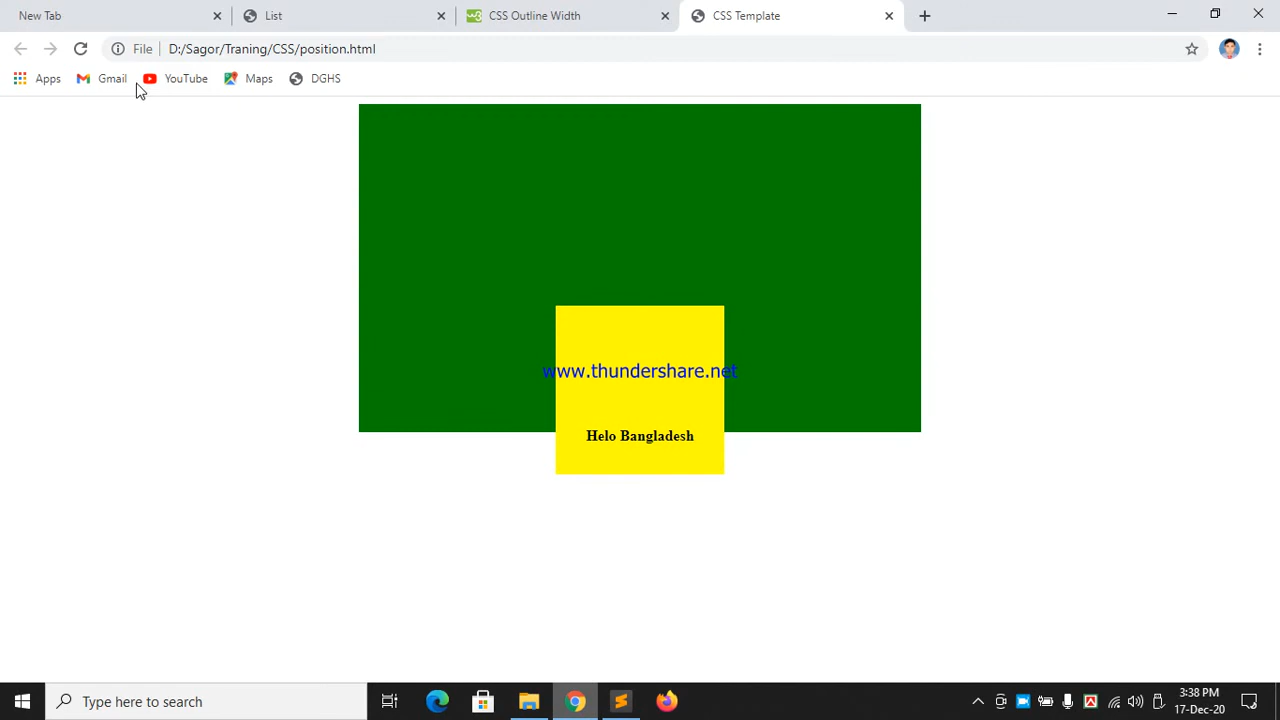 New Tab
List
CSS Outline Width
CSS Template
File
D:/Sagor/Traning/CSS/position.html
Apps
Gmail
YouTube
Maps
DGHS
www.thundershare.net
Helo Bangladesh
Type here to search
3:38 PM
17-Dec-20